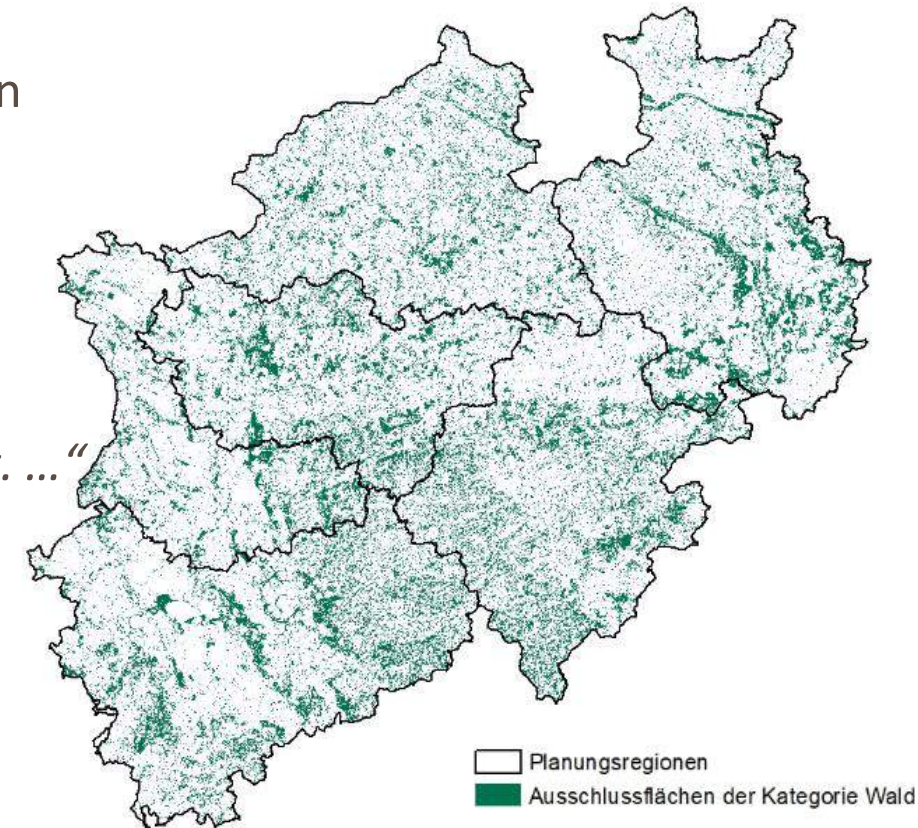 n
. …“
Planungsregionen
Ausschlussflächen der Kategorie Wald